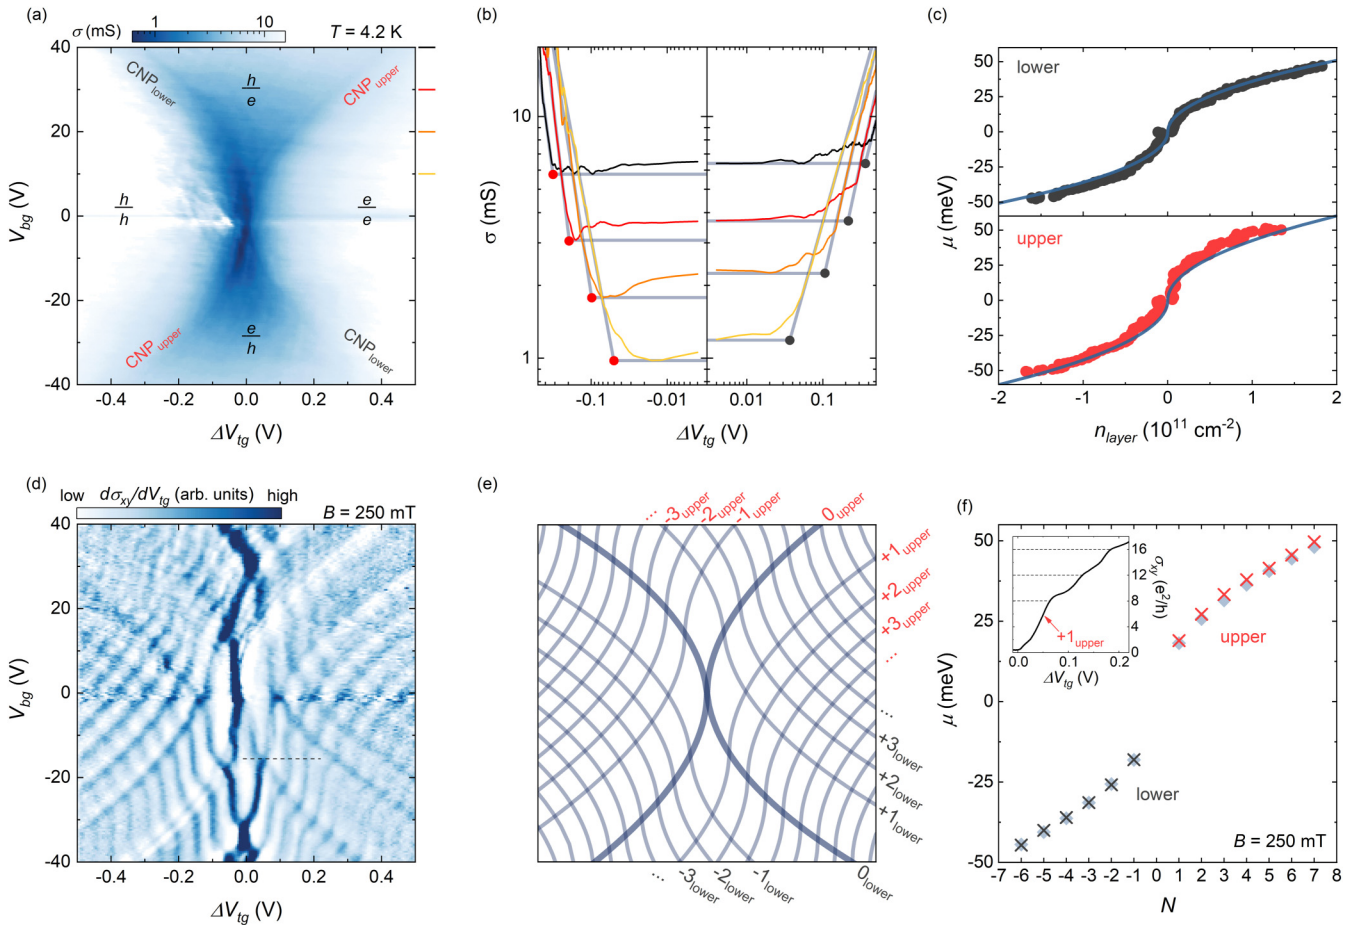 (a)
σ (mS)
1
10
T = 4.2 K
CNP lower
h
e
CNP upper
h
h
e
e
CNP upper
e
h
CNP lower
40
20
0
-20
-40
V_bg (V)
-0.4
-0.2
0.0
0.2
0.4
ΔV_tg (V)
(b)
10
1
σ (mS)
-0.1
-0.01
0.01
0.1
ΔV_tg (V)
(c)
lower
50
25
0
-25
-50
upper
50
25
0
-25
-50
μ (meV)
-2
-1
0
1
2
n_layer (10^11 cm^-2)
(d)
low
dσ_xy/dV_tg (arb. units)
high
B = 250 mT
40
20
0
-20
-40
V_bg (V)
-0.4
-0.2
0.0
0.2
0.4
ΔV_tg (V)
(e)
...
-3 upper
-2 upper
-1 upper
0 upper
+1 upper
+2 upper
+3 upper
...
...
+3 lower
+2 lower
+1 lower
...
-3 lower
-2 lower
-1 lower
0 lower
(f)
50
25
0
-25
-50
μ (meV)
16
12
8
4
0
σ_xy (e^2/h)
+1 upper
0.0
0.1
0.2
ΔV_tg (V)
upper
lower
B = 250 mT
-7 -6 -5 -4 -3 -2 -1 0 1 2 3 4 5 6 7 8
N